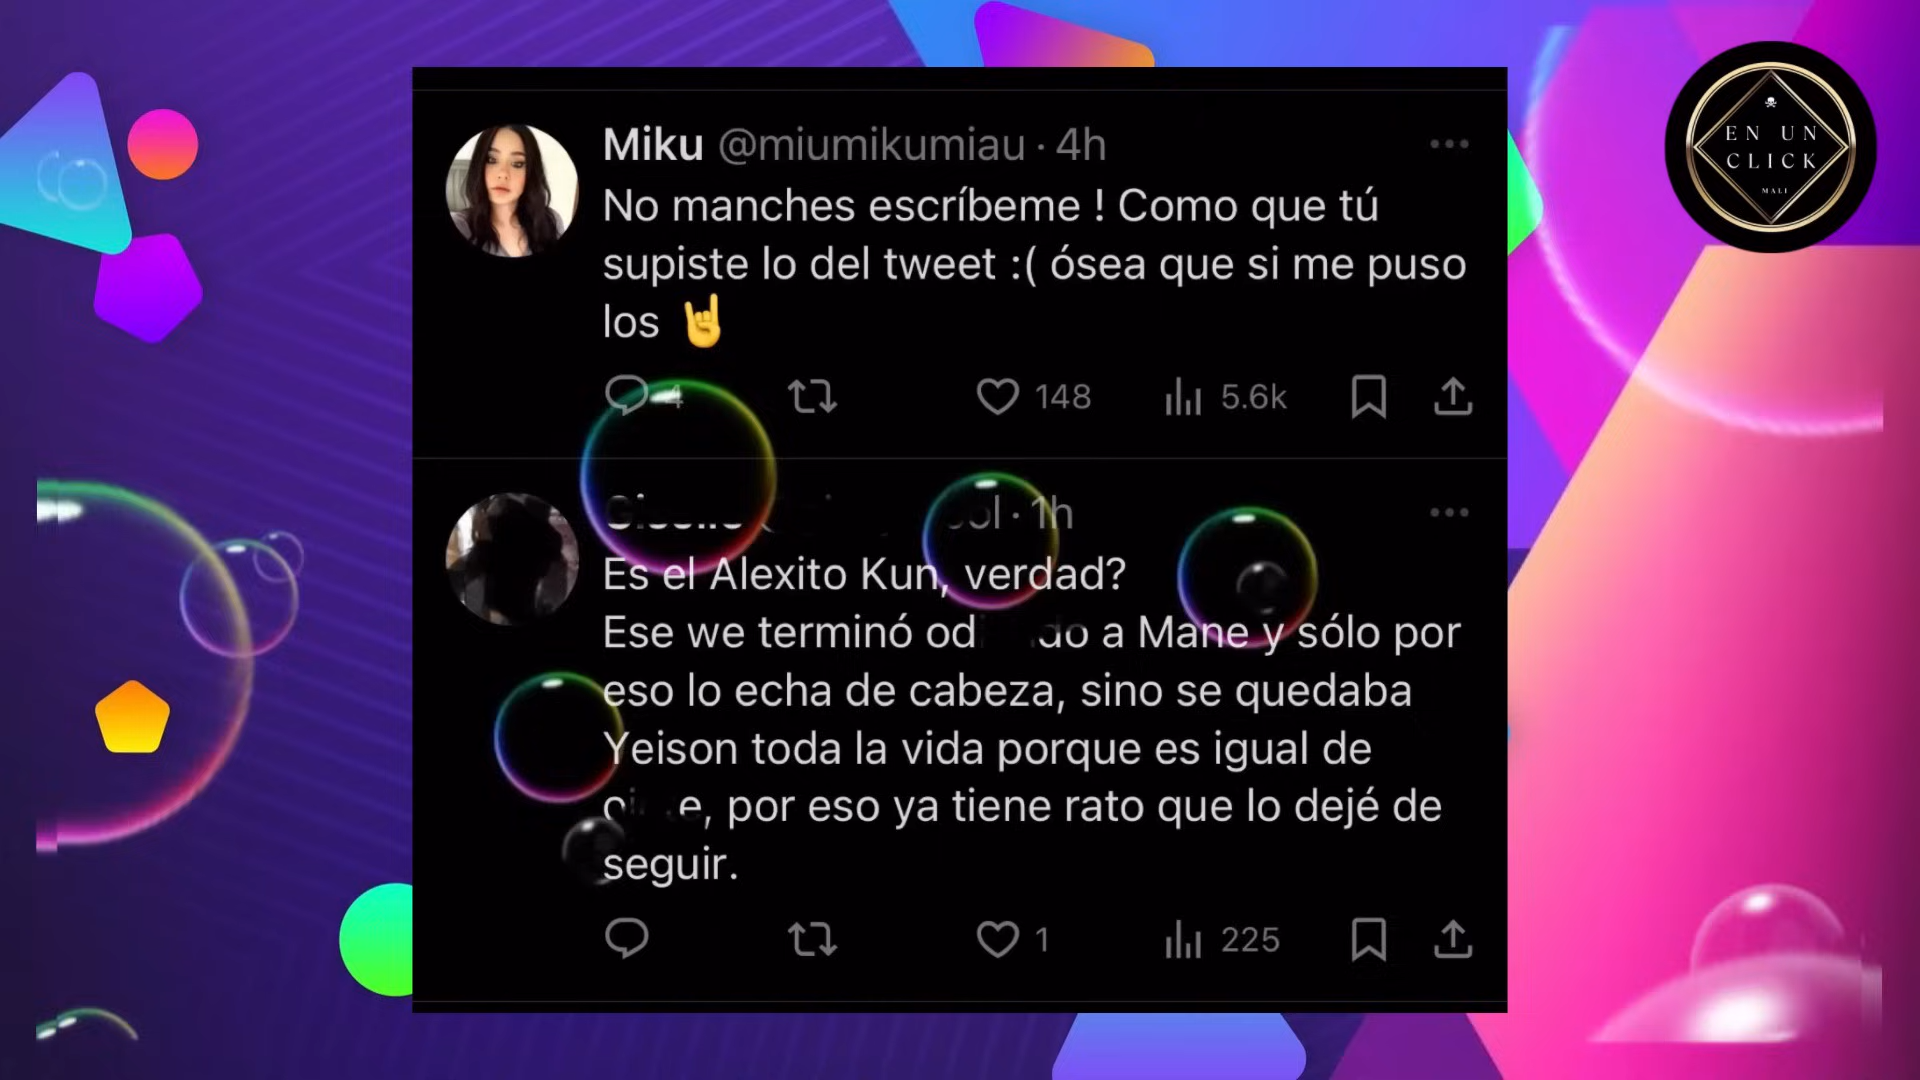 EN UN
CLICK
MALI
Miku @miumikumiau · 4h
No manches escríbeme ! Como que tú
supiste lo del tweet :( ósea que si me puso
los 🤘
4 148 5.6k
· 1h
Es el Alexito Kun, verdad?
Ese we terminó a Mane y sólo por
eso lo echa de cabeza, sino se quedaba
Yeison toda la vida porque es igual de
, por eso ya tiene rato que lo dejé de
seguir.
1 225